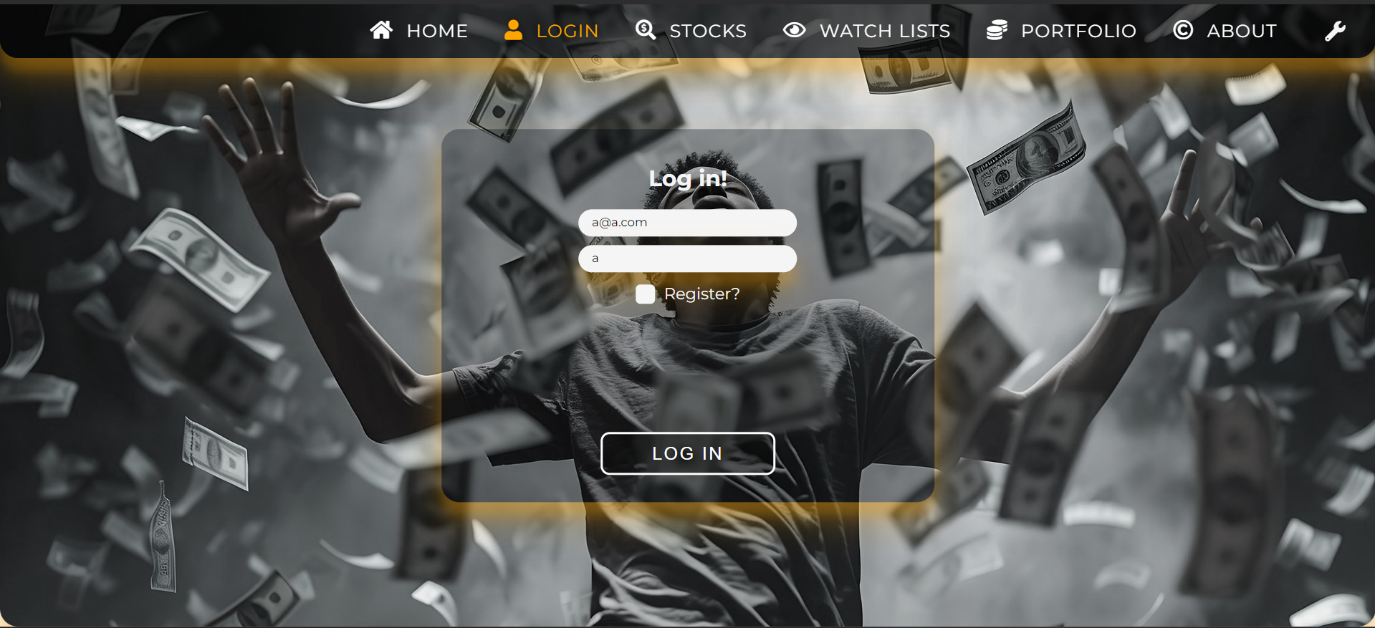 HOME LOGIN STOCKS WATCH LISTS PORTFOLIO ABOUT
Log in!
a@a.com
a
Register?
LOG IN